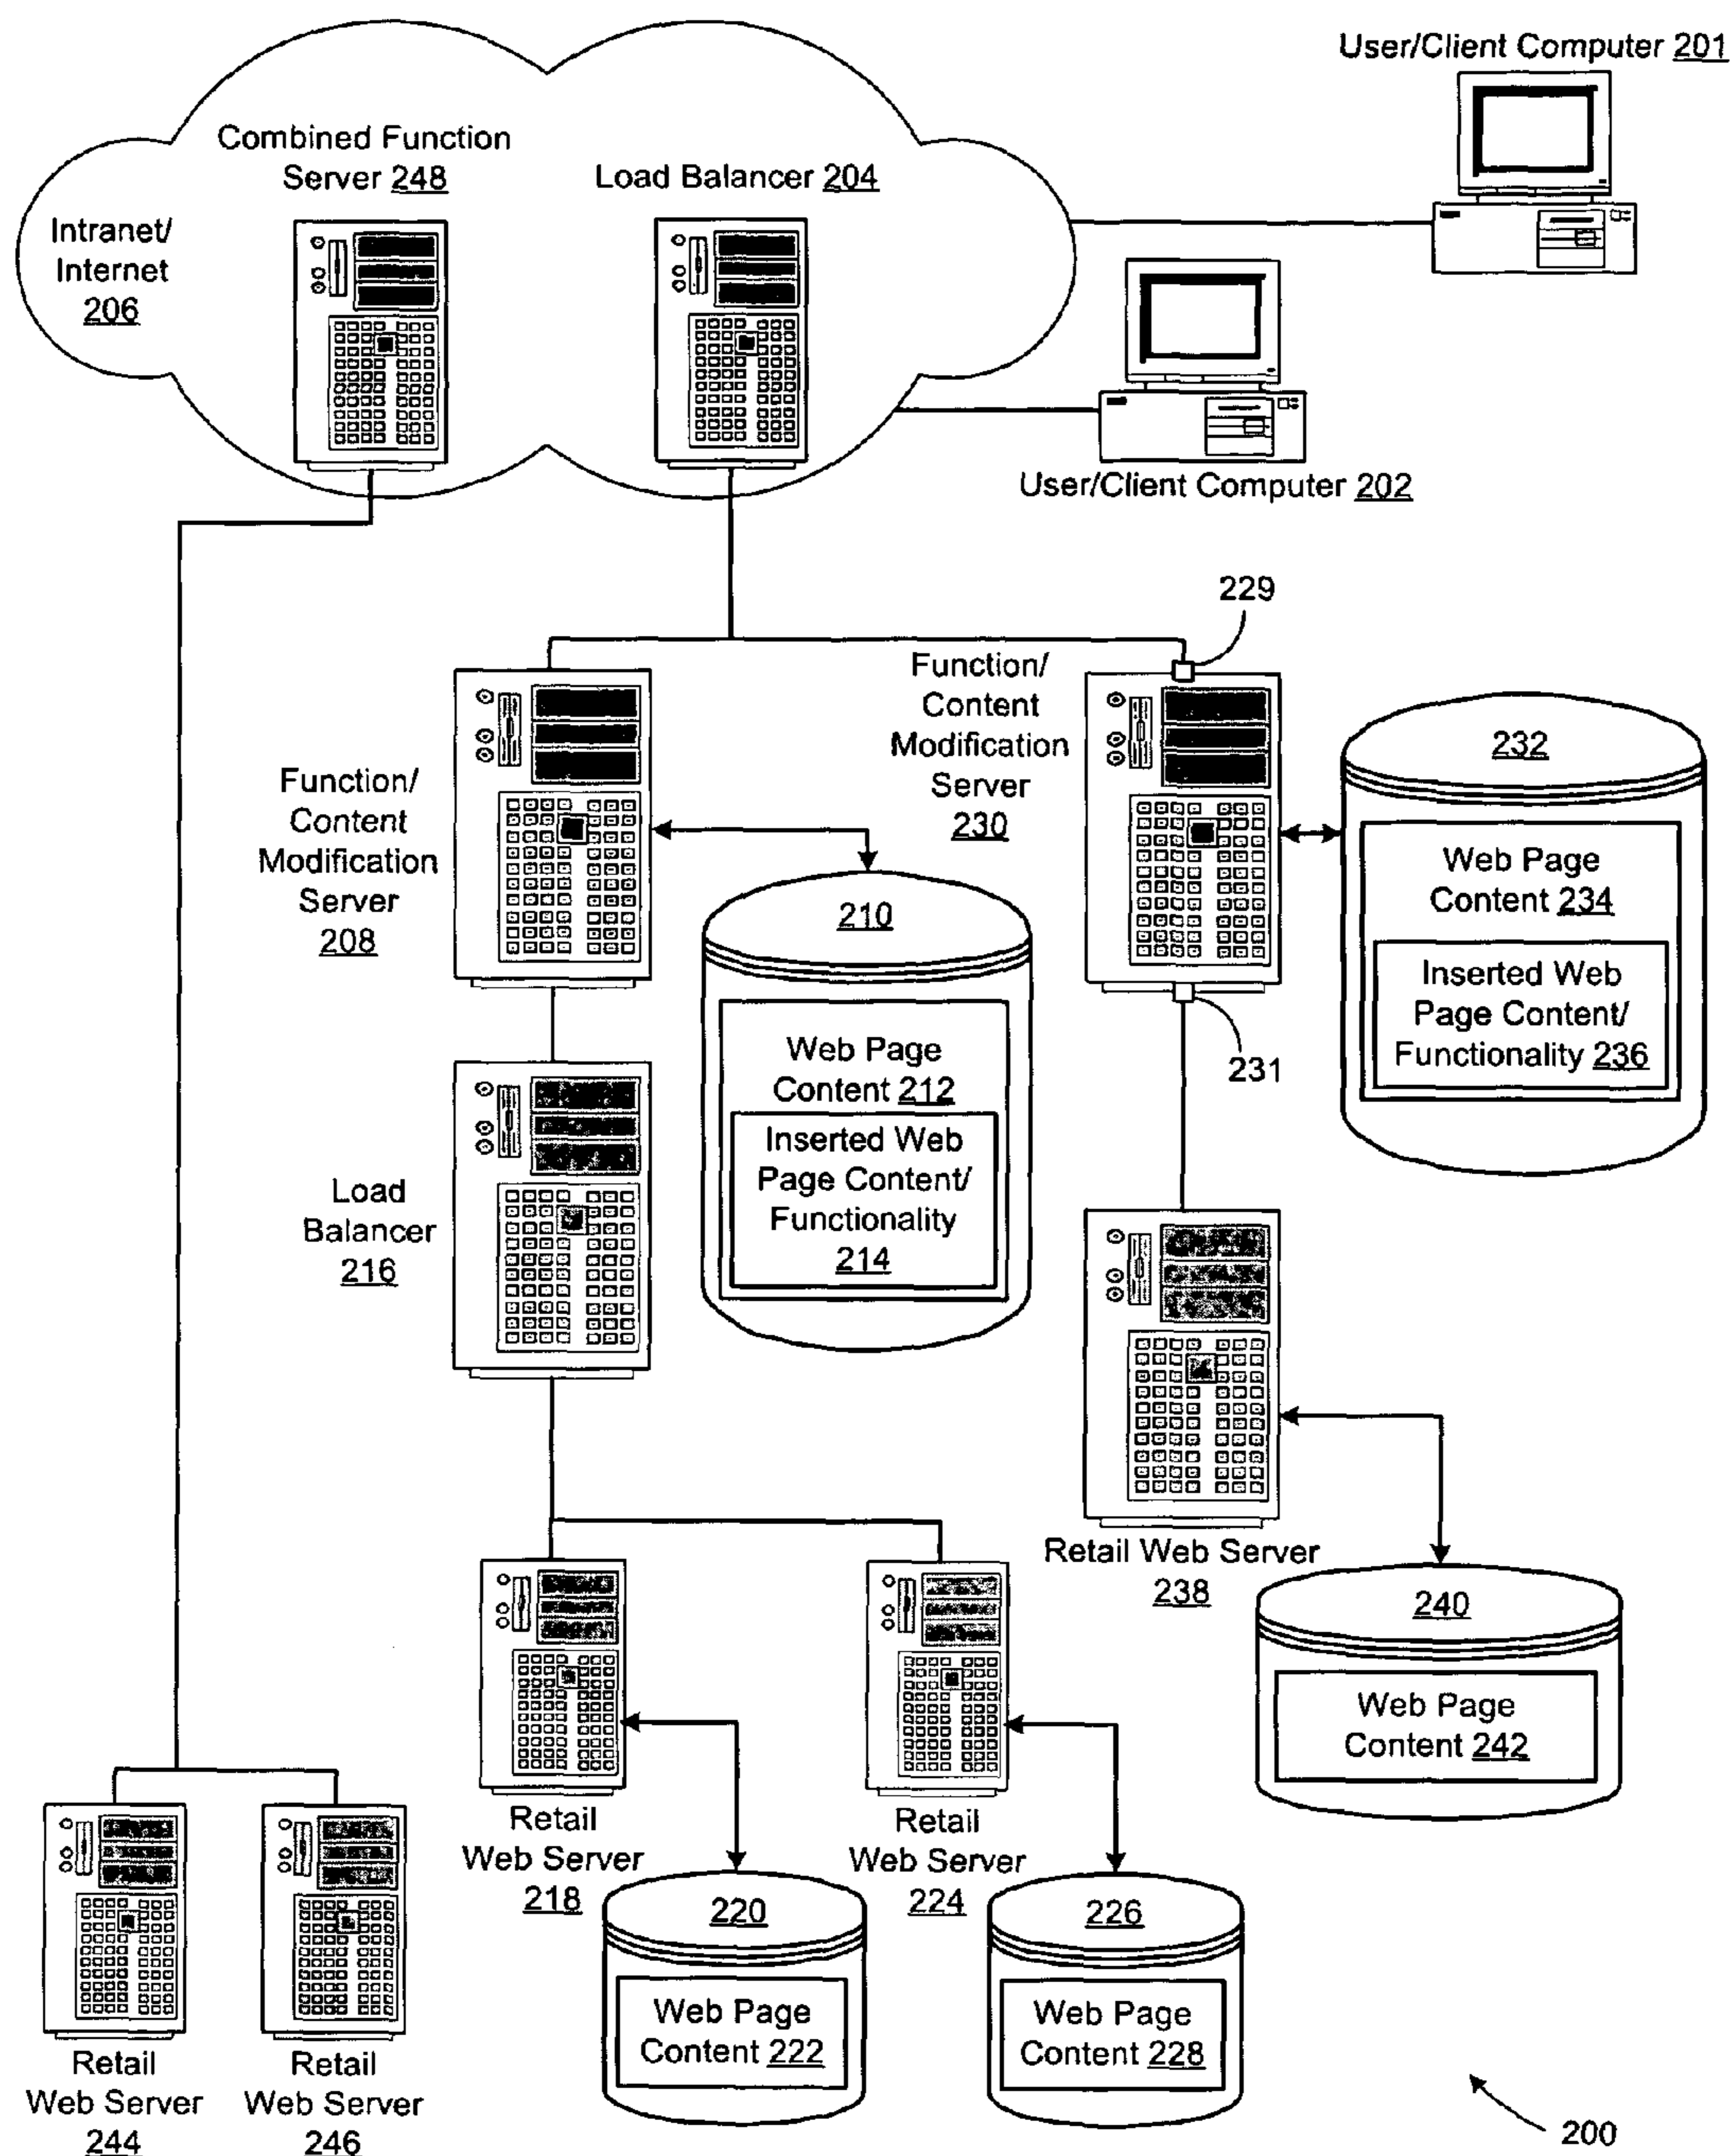 User/Client Computer 201
Combined Function
Server 248
Load Balancer 204
Intranet/
Internet
206
User/Client Computer 202
229
Function/
Content
Modification
Server
230
232
Function/
Content
Modification
Server
208
Web Page
Content 234
210
Inserted Web
Page Content/
Functionality 236
Web Page
Content 212
231
Inserted Web
Page Content/
Functionality
214
Load
Balancer
216
Retail Web Server
238
240
Web Page
Content 242
Retail
Web Server
218
Retail
Web Server
224
220
226
Web Page
Content 222
Web Page
Content 228
Retail
Web Server
244
Retail
Web Server
246
200